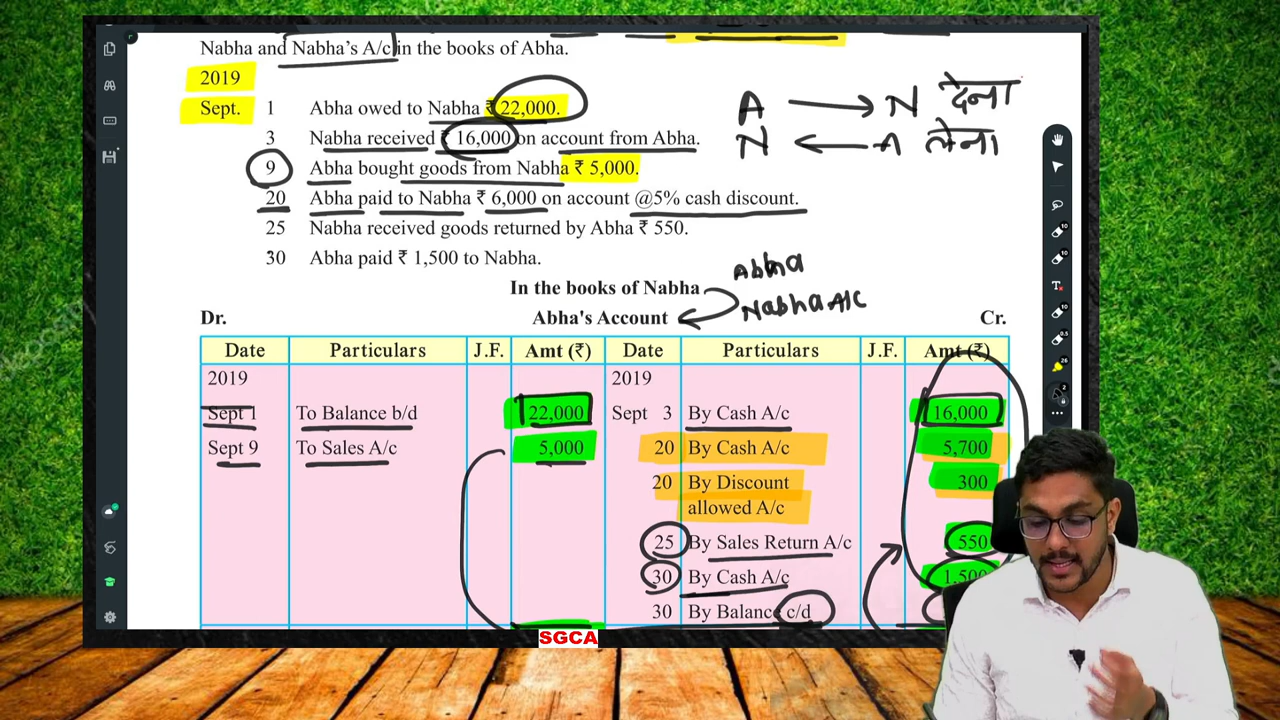 Nabha and Nabha's A/c in the books of Abha.
2019
Sept. 1 Abha owed to Nabha ₹ 22,000.
3 Nabha received ₹ 16,000 on account from Abha.
9 Abha bought goods from Nabha ₹ 5,000.
20 Abha paid to Nabha ₹ 6,000 on account @5% cash discount.
25 Nabha received goods returned by Abha ₹ 550.
30 Abha paid ₹ 1,500 to Nabha.
A → N देना
N ← A लेना
In the books of Nabha
Abha
Nabha A/C
Dr. Abha's Account Cr.
Date Particulars J.F. Amt (₹) Date Particulars J.F. Amt (₹)
2019 2019
Sept 1 To Balance b/d 22,000 Sept 3 By Cash A/c 16,000
Sept 9 To Sales A/c 5,000 20 By Cash A/c 5,700
20 By Discount 300
allowed A/c
25 By Sales Return A/c 550
30 By Cash A/c 1,500
30 By Balance c/d
SGCA